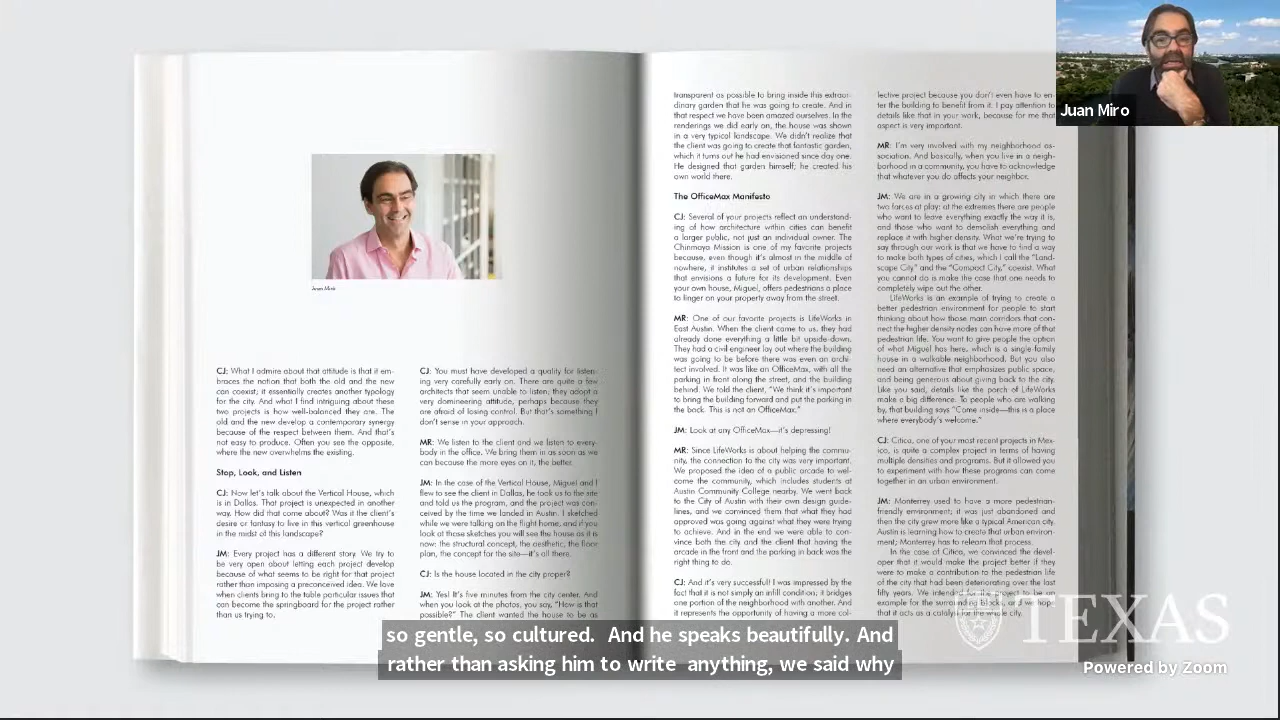 Juan Miró
CJ: What I admire about that attitude is that it em-
braces the notion that both the old and the new
can coexist; it essentially creates another typology
for the city. And what I find intriguing about these
two projects is how well-balanced they are. The
old and the new develop a contemporary synergy
because of the respect between them. And that's
not easy to produce. Often you see the opposite,
where the new overwhelms the existing.
Stop, Look, and Listen
CJ: Now let's talk about the Vertical House, which
is in Dallas. That project is unexpected in another
way. How did that come about? Was it the client's
desire or fantasy to live in this vertical greenhouse
in the midst of this landscape?
JM: Every project has a different story. We try to
be very open about letting each project develop
because of what seems to be right for that project
rather than imposing a preconceived idea. We love
when clients bring to the table particular issues that
can become the springboard for the project rather
than us trying to.
CJ: You must have developed a quality for listen-
ing very carefully early on. There are quite a few
architects that seem unable to listen; they adopt a
very domineering attitude, perhaps because they
are afraid of losing control. But that's something I
don't sense in your approach.
MR: We listen to the client and we listen to every-
body in the office. We bring them in as soon as we
can because the more eyes on it, the better.
JM: In the case of the Vertical House, Miguel and I
flew to see the client in Dallas, he took us to the site
and told us the program, and the project was con-
ceived by the time we landed in Austin. I sketched
while we were talking on the flight home, and if you
look at those sketches you will see the house as it is
now: the structural concept, the aesthetic, the floor
plan, the concept for the site—it's all there.
CJ: Is the house located in the city proper?
JM: Yes! It's five minutes from the city center. And
when you look at the photos, you say, "How is that
possible?" The client wanted the house to be as
transparent as possible to bring inside this extraor-
dinary garden that he was going to create. And in
that respect we have been amazed ourselves. In the
renderings we did early on, the house was shown
in a very typical landscape. We didn't realize that
the client was going to create that fantastic garden,
which it turns out he had envisioned since day one.
He designed that garden himself; he created his
own world there.
The OfficeMax Manifesto
CJ: Several of your projects reflect an understand-
ing of how architecture within cities can benefit
a larger public, not just an individual owner. The
Chinmaya Mission is one of my favorite projects
because, even though it's almost in the middle of
nowhere, it institutes a set of urban relationships
that envisions a future for its development. Even
your own house, Miguel, offers pedestrians a place
to linger on your property away from the street.
MR: One of our favorite projects is LifeWorks in
East Austin. When the client came to us, they had
already done everything a little bit upside-down.
They had a civil engineer lay out where the building
was going to be before there was even an archi-
tect involved. It was like an OfficeMax, with all the
parking in front along the street, and the building
behind. We told the client, "We think it's important
to bring the building forward and put the parking in
the back. This is not an OfficeMax."
JM: Look at any OfficeMax—it's depressing!
MR: Since LifeWorks is about helping the commu-
nity, the connection to the city was very important.
We proposed the idea of a public arcade to wel-
come the community, which includes students at
Austin Community College nearby. We went back
to the City of Austin with their own design guide-
lines, and we convinced them that what they had
approved was going against what they were trying
to achieve. And in the end we were able to con-
vince both the city and the client that having the
arcade in the front and the parking in back was the
right thing to do.
CJ: And it's very successful! I was impressed by the
fact that it is not simply an infill condition; it bridges
one portion of the neighborhood with another. And
it represents the opportunity of having a more col-
lective project because you don't even have to en-
ter the building to benefit from it. I pay attention to
details like that in your work, because for me that
aspect is very important.
MR: I'm very involved with my neighborhood as-
sociation. And basically, when you live in a neigh-
borhood in a community, you have to acknowledge
that whatever you do affects your neighbor.
JM: We are in a growing city in which there are
two forces at play: at the extremes there are people
who want to leave everything exactly the way it is,
and those who want to demolish everything and
replace it with higher density. What we're trying to
say through our work is that we have to find a way
to make both types of cities, which I call the "Land-
scape City" and the "Compact City," coexist. What
you cannot do is make the case that one needs to
completely wipe out the other.
LifeWorks is an example of trying to create a
better pedestrian environment for people to start
thinking about how those main corridors that con-
nect the higher density nodes can have more of that
pedestrian life. You want to give people the option
of what Miguel has here, which is a single-family
house in a walkable neighborhood. But you also
need an alternative that emphasizes public space,
and being generous about giving back to the city.
Like you said, details like the porch of LifeWorks
make a big difference. To people who are walking
by, that building says "Come inside—this is a place
where everybody's welcome."
CJ: Citica, one of your most recent projects in Mex-
ico, is quite a complex project in terms of having
multiple densities and programs. But it allowed you
to experiment with how these programs can come
together in an urban environment.
JM: Monterrey used to have a more pedestrian-
friendly environment; it was just abandoned and
then the city grew more like a typical American city.
Austin is learning how to create that urban environ-
ment; Monterrey has to relearn that process.
In the case of Citica, we convinced the devel-
oper that it would make the project better if they
were to make a contribution to the pedestrian life
of the city that had been deteriorating over the last
fifty years. We intended for the project to be an
example for the surrounding block, and we hope
that it acts as a catalyst for the whole city.
Juan Miro
TEXAS
Powered by Zoom
so gentle, so cultured. And he speaks beautifully. And
rather than asking him to write anything, we said why